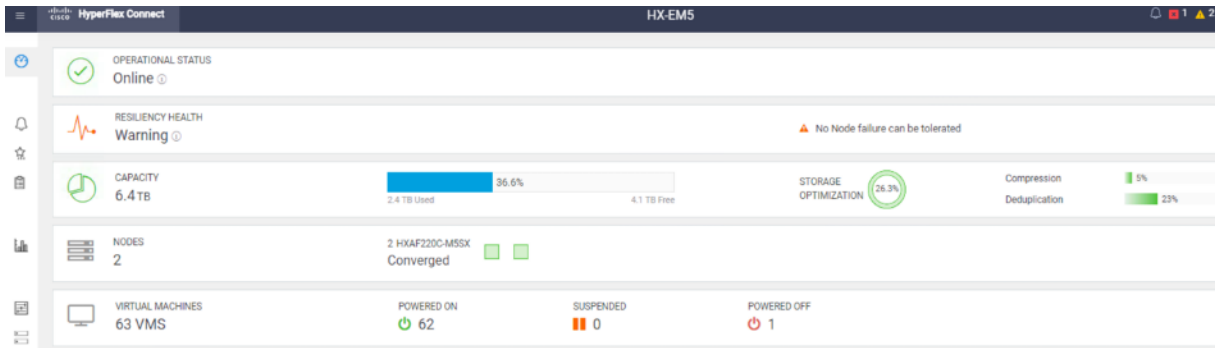 cisco HyperFlex Connect HX-EM5 1 2
OPERATIONAL STATUS
Online
RESILIENCY HEALTH
Warning
No Node failure can be tolerated
CAPACITY
6.4 TB
36.6%
2.4 TB Used 4.1 TB Free
STORAGE OPTIMIZATION
26.3%
Compression 5%
Deduplication 23%
NODES
2
2 HXAF220C-M5SX
Converged
VIRTUAL MACHINES
63 VMS
POWERED ON
62
SUSPENDED
0
POWERED OFF
1